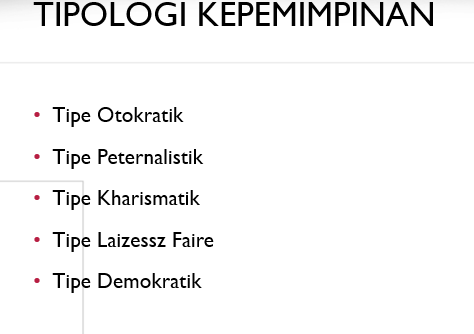 TIPOLOGI KEPEMIMPINAN
• Tipe Otokratik
• Tipe Peternalistik
• Tipe Kharismatik
• Tipe Laizessz Faire
• Tipe Demokratik